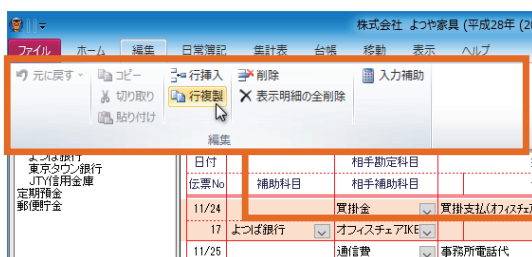 株式会社 よつや家具 (平成28年 (2
ファイル ホーム 編集 日常簿記 集計表 台帳 移動 表示 ヘルプ
元に戻す コピー 行挿入 削除 入力補助
切り取り 行複製 表示明細の全削除
貼り付け
編集
よつば銀行 日付 相手勘定科目
東京タウン銀行
JTY信用金庫 伝票No 補助科目 相手補助科目
定期預金
郵便貯金
11/24 買掛金 買掛支払(オフィスチェア
17 よつば銀行 オフィスチェアIKE
11/25 通信費 事務所電話代